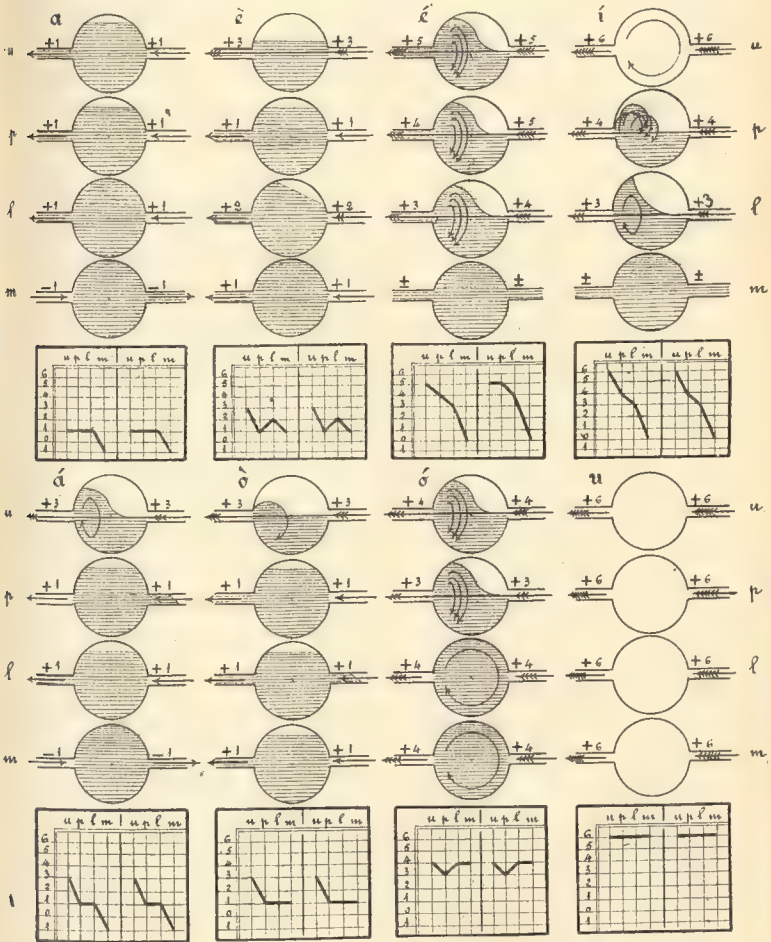 a è é i
u +1 +1 +3 +3 +5 +5 +6 +6 u
p +1 +1 +1 +1 +4 +5 +4 +4 p
l +1 +1 +2 +2 +3 +4 +3 +3 l
m −1 −1 +1 +1 ± ± ± ± m
u p l m u p l m u p l m u p l m u p l m u p l m u p l m u p l m
6 6 6 6
5 5 5 5
4 4 4 4
3 3 3 3
2 2 2 2
1 1 1 1
0 0 0 0
1 1 1 1
á ò ó u
u +3 +3 +3 +3 +4 +4 +6 +6 u
p +1 +1 +1 +1 +3 +3 +6 +6 p
l +1 +1 +1 +1 +4 +4 +6 +6 l
m −1 −1 +1 +1 +4 +4 +6 +6 m
u p l m u p l m u p l m u p l m u p l m u p l m u p l m u p l m
6 6 6 6
5 5 5 5
4 4 4 4
3 3 3 3
2 2 2 2
1 1 1 1
0 0 0 0
1 1 1 1